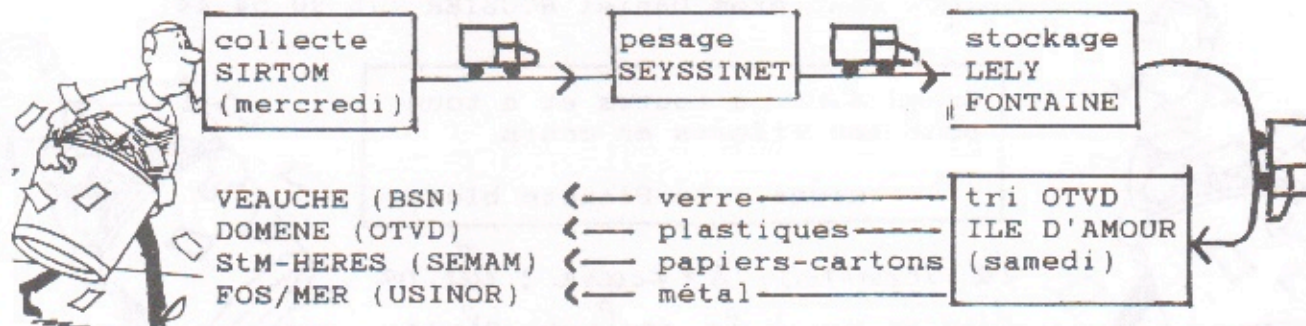 collecte
SIRTOM
(mercredi)
pesage
SEYSSINET
stockage
LELY
FONTAINE
tri OTVD
ILE D'AMOUR
(samedi)
verre
plastiques
papiers-cartons
métal
VEAUCHE (BSN)
DOMENE (OTVD)
StM-HERES (SEMAM)
FOS/MER (USINOR)